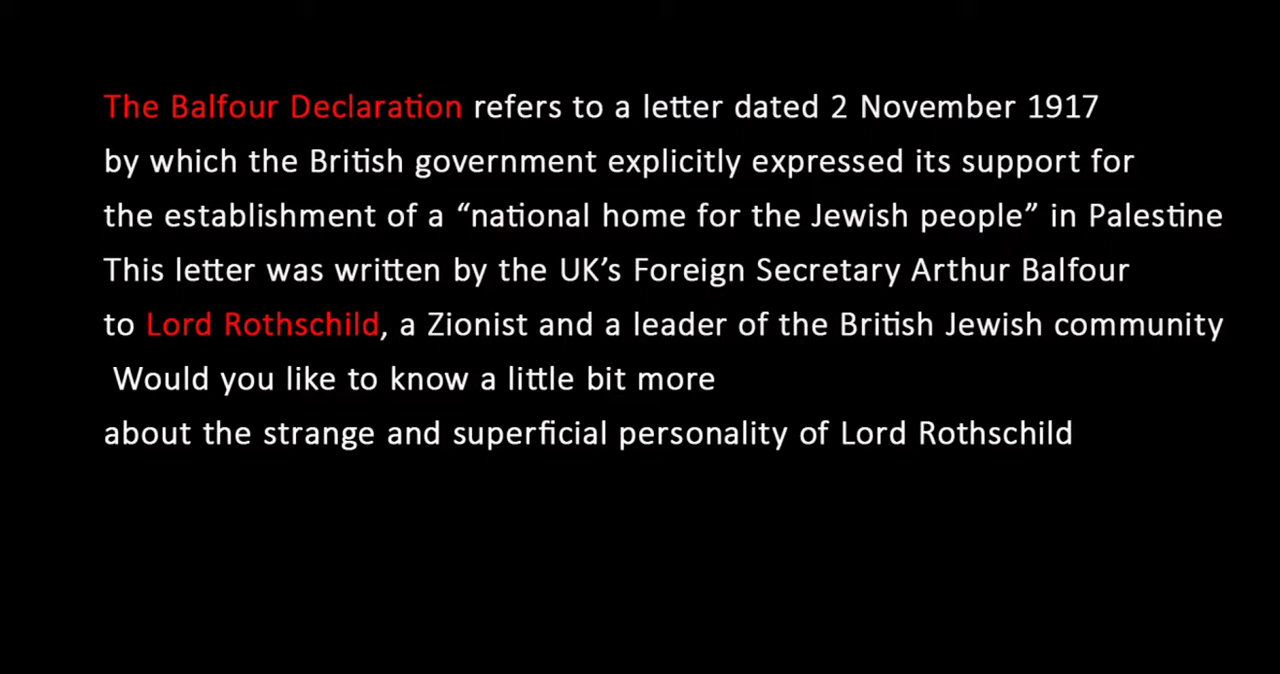 The Balfour Declaration refers to a letter dated 2 November 1917
by which the British government explicitly expressed its support for
the establishment of a “national home for the Jewish people” in Palestine
This letter was written by the UK’s Foreign Secretary Arthur Balfour
to Lord Rothschild, a Zionist and a leader of the British Jewish community
Would you like to know a little bit more
about the strange and superficial personality of Lord Rothschild